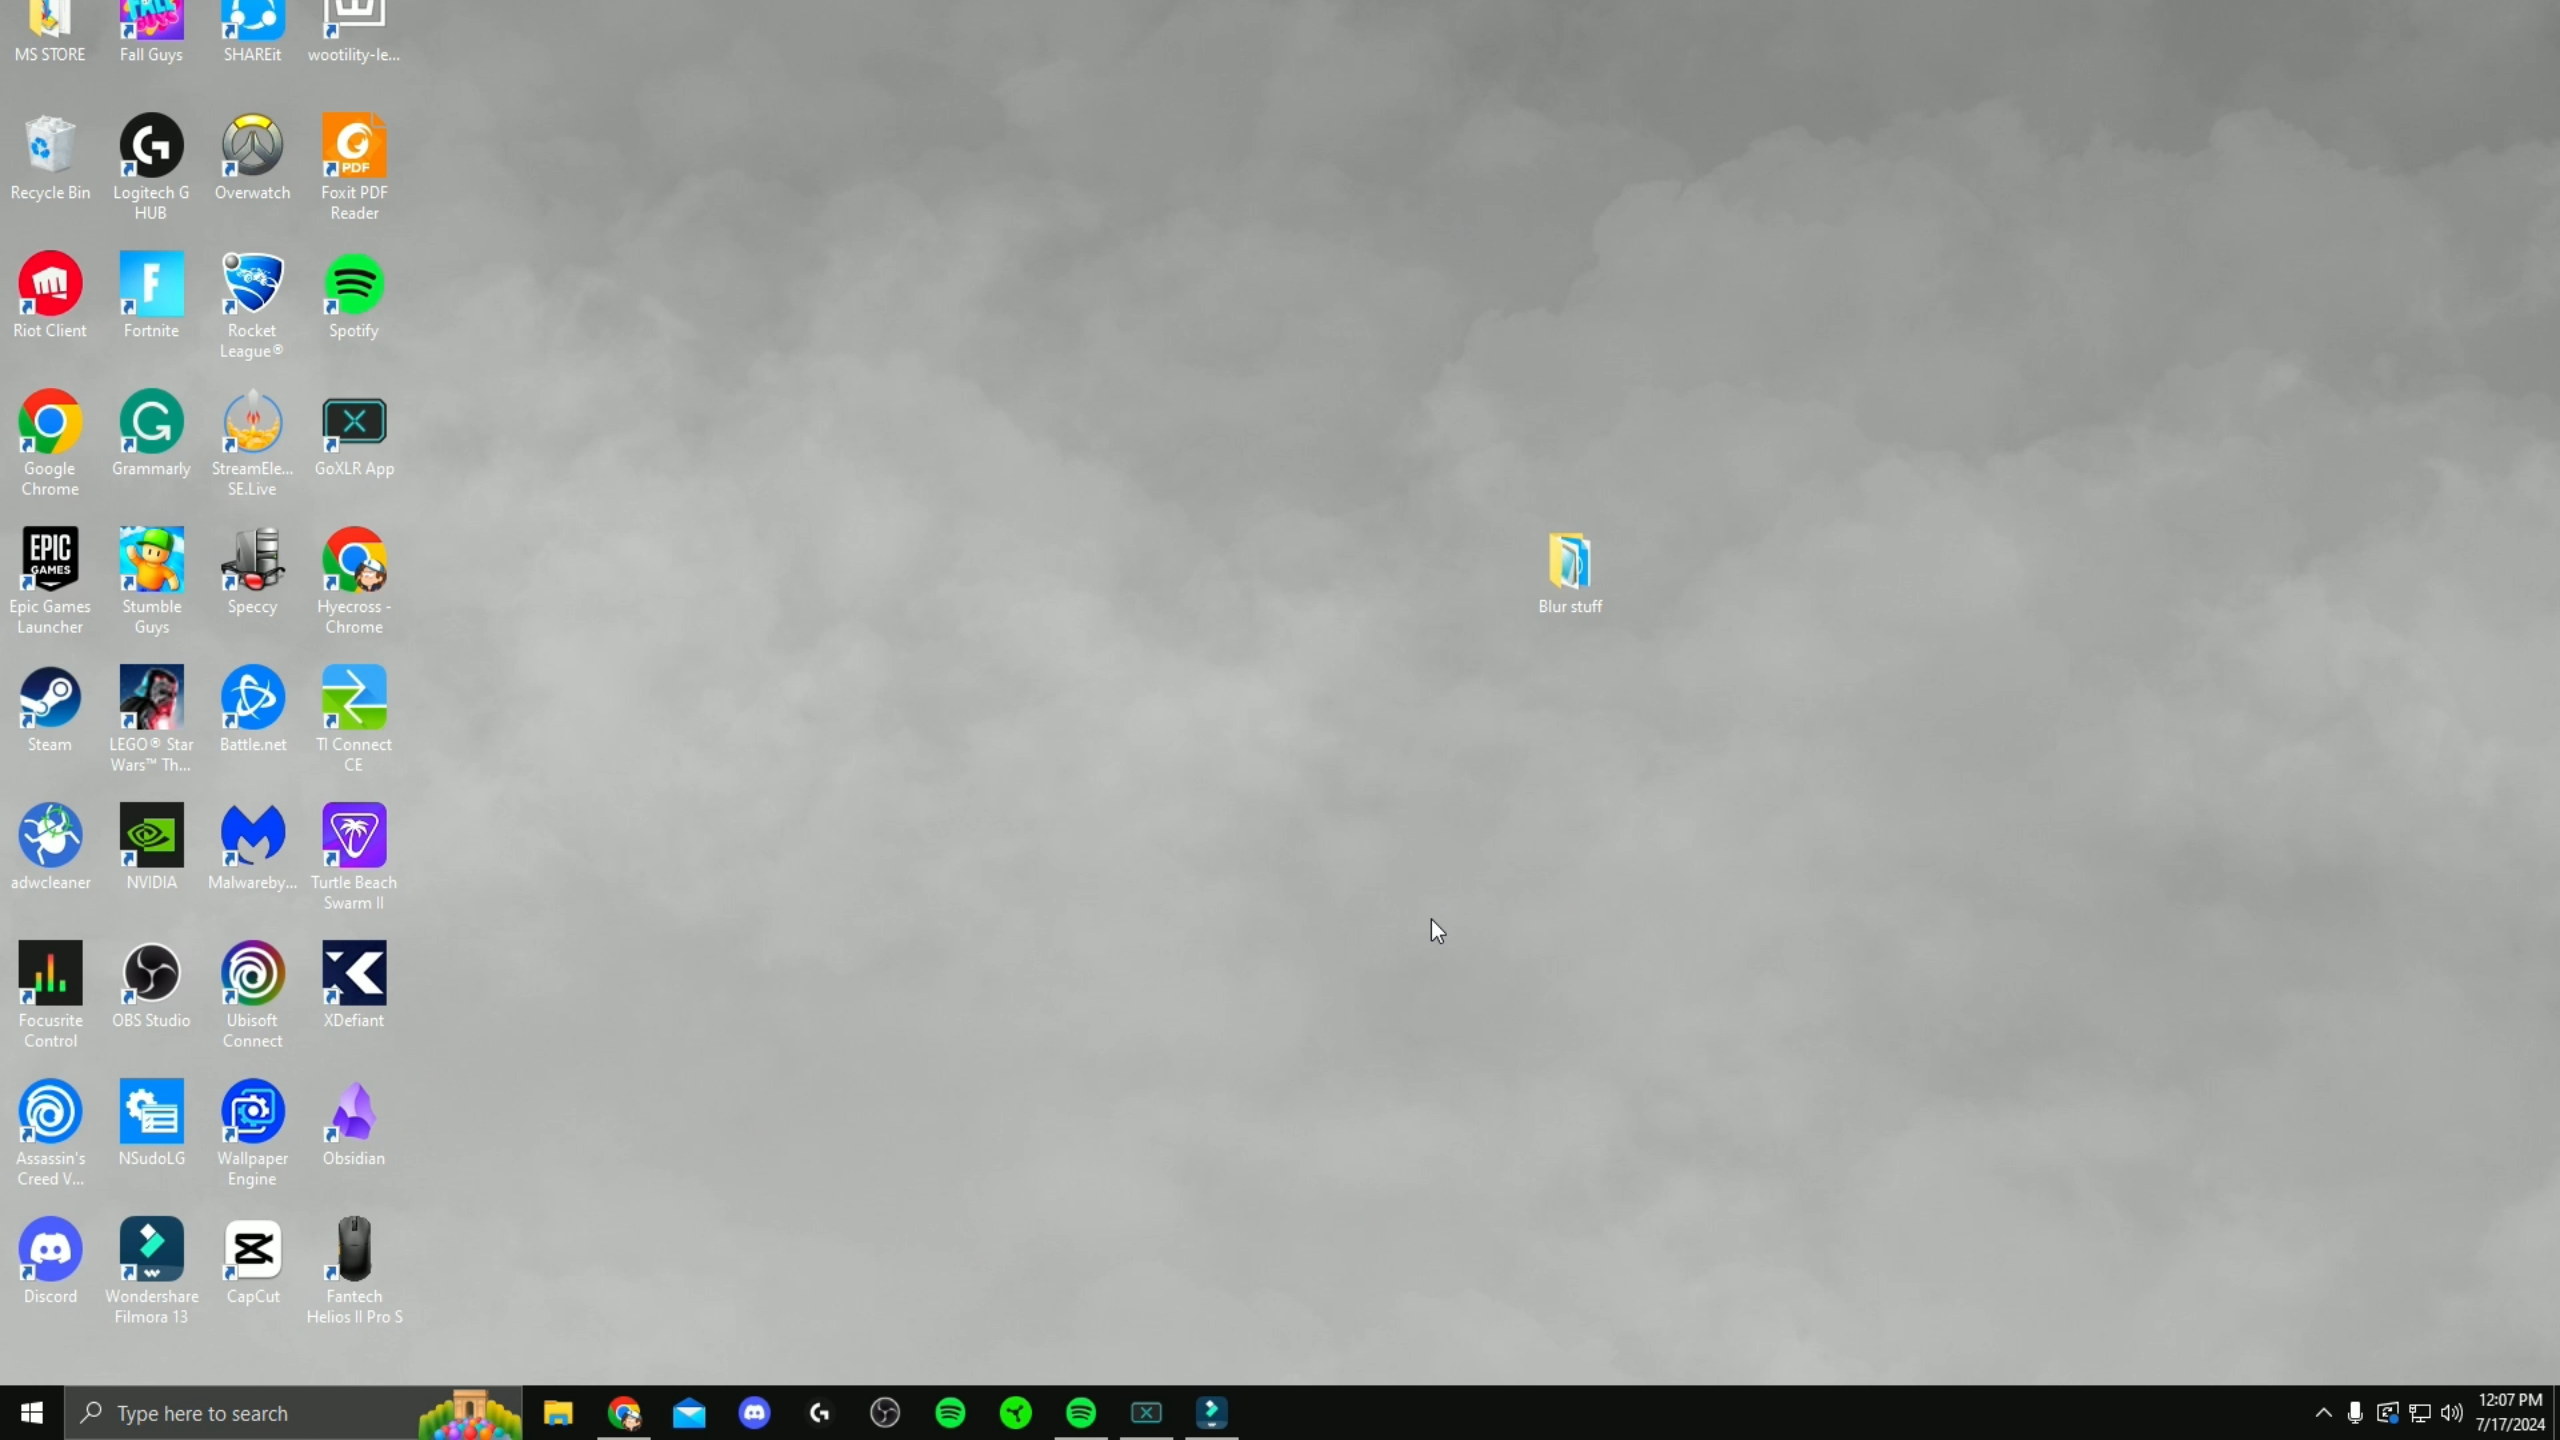 MS STORE
Fall Guys
SHAREit
wootility-le...
Recycle Bin
Logitech G
HUB
Overwatch
PDF
Foxit PDF
Reader
Riot Client
Fortnite
Rocket
League®
Spotify
Google
Chrome
Grammarly
StreamEle...
SE.Live
GoXLR App
EPIC
GAMES
Epic Games
Launcher
Stumble
Guys
Speccy
Hyecross -
Chrome
Blur stuff
Steam
LEGO® Star
Wars™ Th...
Battle.net
TI Connect
CE
adwcleaner
NVIDIA
Malwareby...
Turtle Beach
Swarm II
Focusrite
Control
OBS Studio
Ubisoft
Connect
XDefiant
Assassin's
Creed V...
NSudoLG
Wallpaper
Engine
Obsidian
Discord
Wondershare
Filmora 13
CapCut
Fantech
Helios II Pro S
Type here to search
12:07 PM
7/17/2024